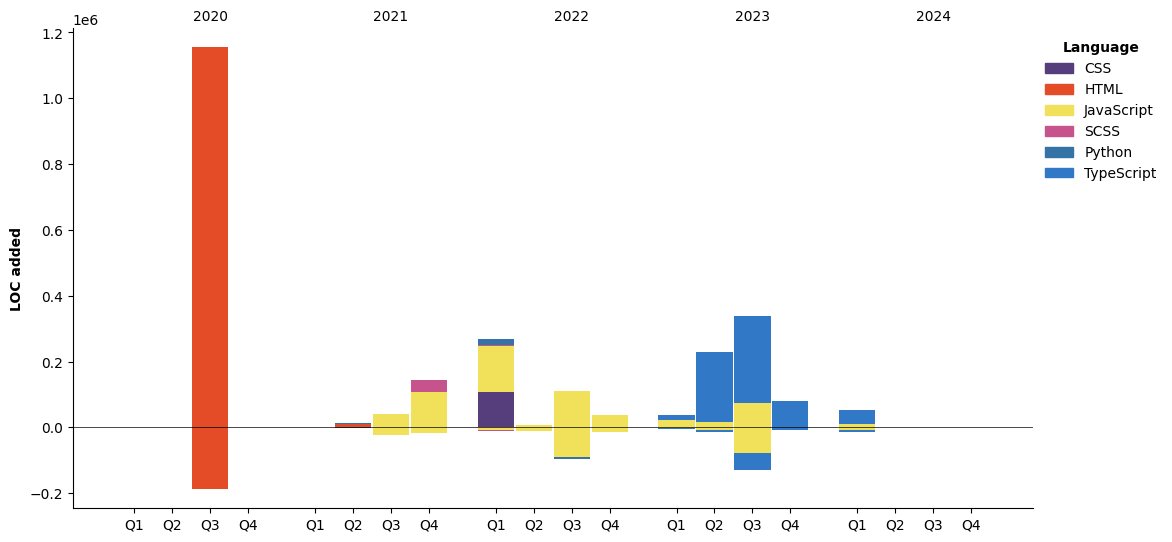 2020 2021 2022 2023 2024
1e6
1.2
1.0
0.8
0.6
0.4
0.2
0.0
−0.2
LOC added
Q1 Q2 Q3 Q4 Q1 Q2 Q3 Q4 Q1 Q2 Q3 Q4 Q1 Q2 Q3 Q4 Q1 Q2 Q3 Q4
Language
CSS
HTML
JavaScript
SCSS
Python
TypeScript